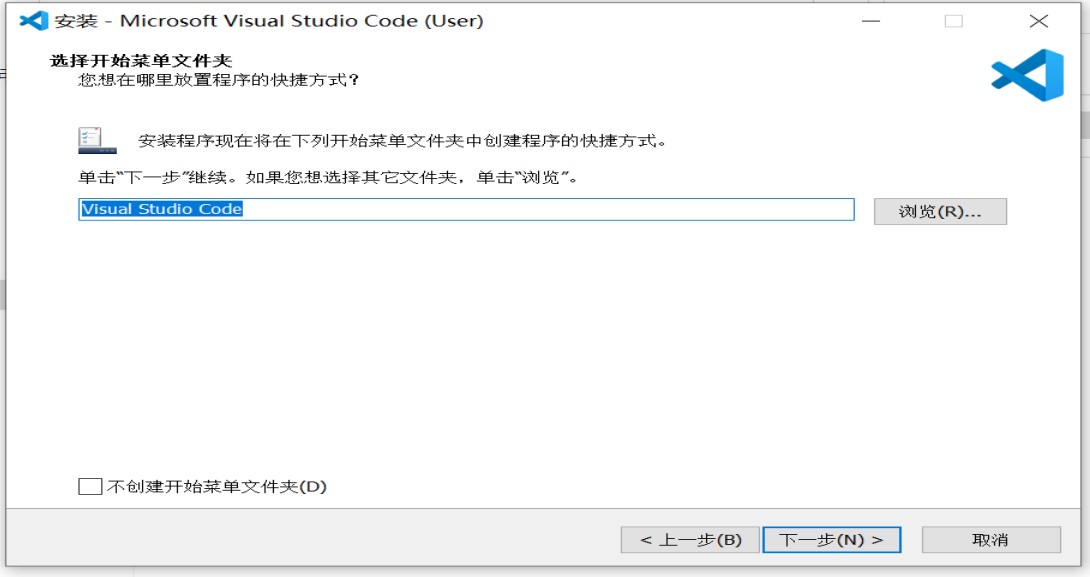 安装 - Microsoft Visual Studio Code (User)
选择开始菜单文件夹
您想在哪里放置程序的快捷方式?
安装程序现在将在下列开始菜单文件夹中创建程序的快捷方式。
单击“下一步”继续。如果您想选择其它文件夹，单击“浏览”。
Visual Studio Code
浏览(R)...
不创建开始菜单文件夹(D)
< 上一步(B)
下一步(N) >
取消